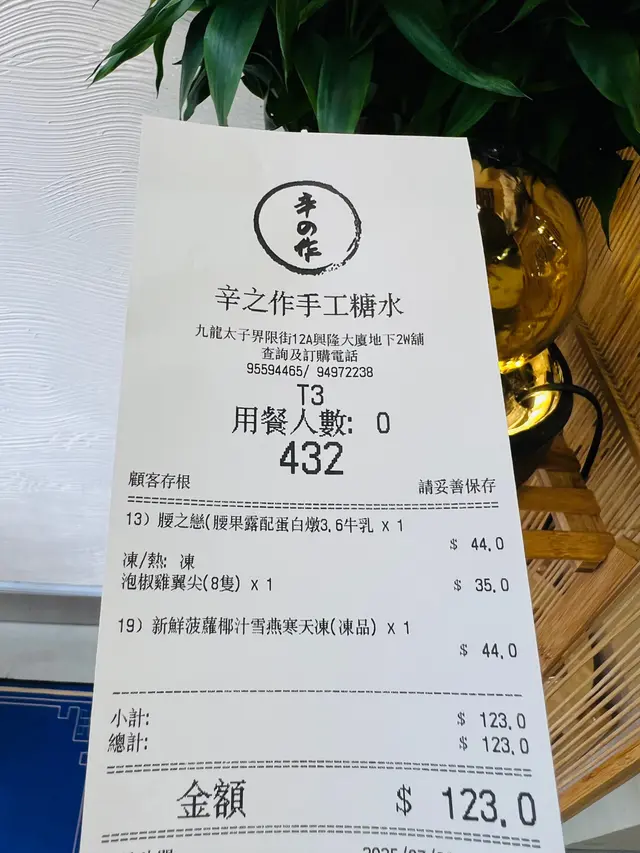 辛の作
辛之作手工糖水
九龍太子界限街12A興隆大廈地下2W舖
查詢及訂購電話
95594465/ 94972238
T3
用餐人數: 0
432
顧客存根 請妥善保存
13) 腰之戀(腰果露配蛋白燉3.6牛乳 x 1
$ 44.0
凍/熱: 凍
泡椒雞翼尖(8隻) x 1 $ 35.0
19) 新鮮菠蘿椰汁雪燕寒天凍(凍品) x 1
$ 44.0
小計: $ 123.0
總計: $ 123.0
金額 $ 123.0